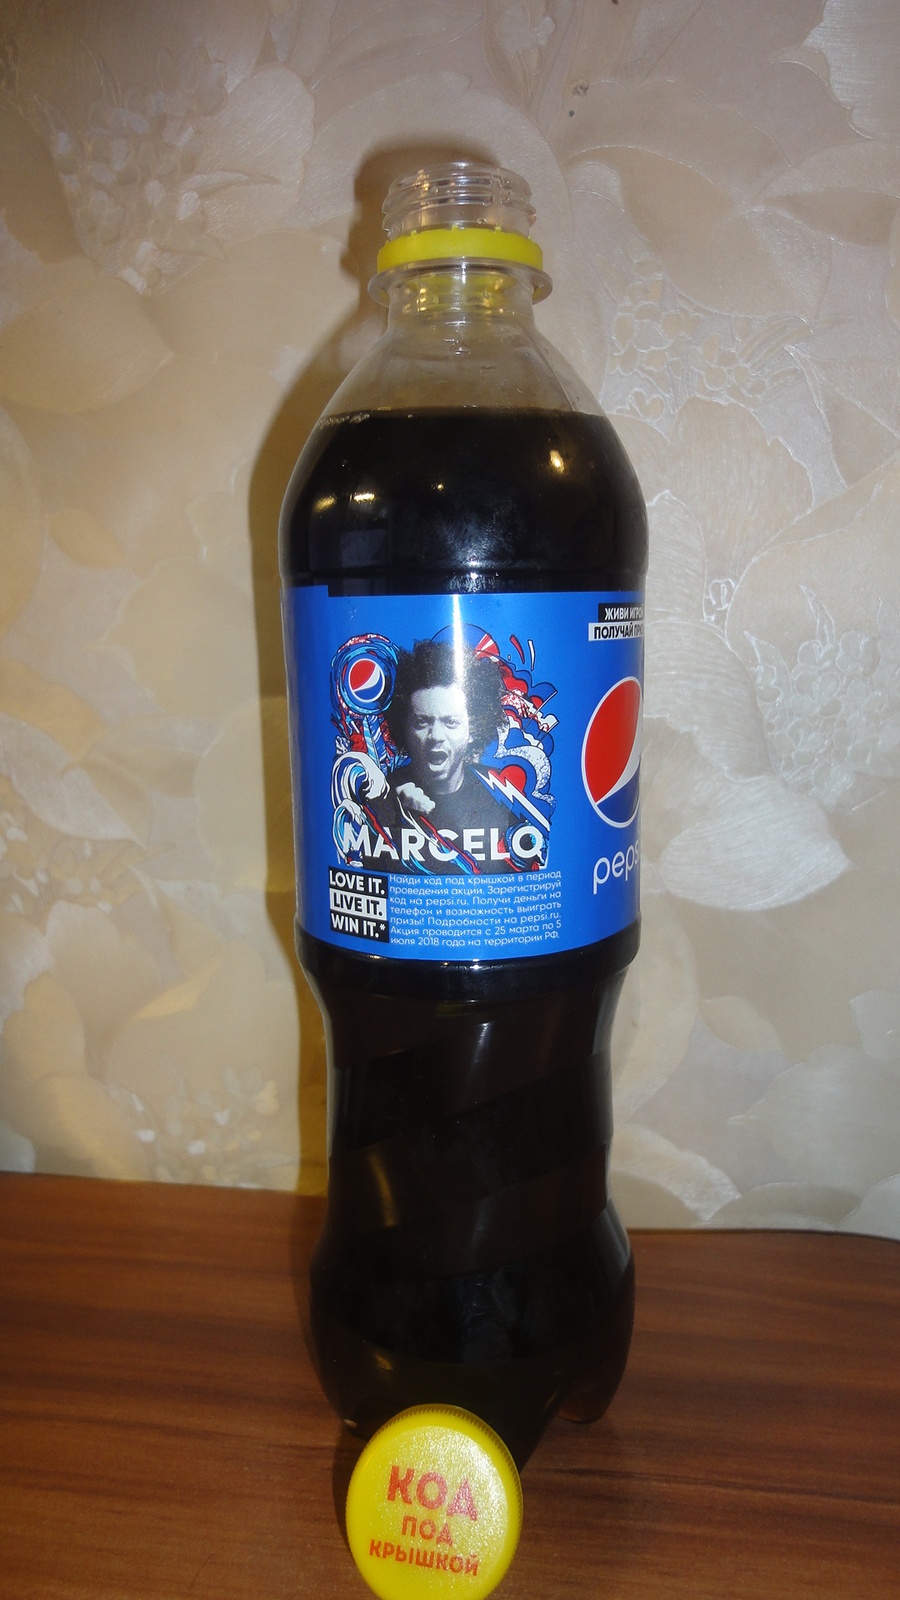 ЖИВИ ИГРОЙ
ПОЛУЧАЙ
MARCELO
pepsi
LOVE IT.
LIVE IT.
WIN IT.*
Найди код под крышкой в период
проведения акции. Зарегистрируй
код на pepsi.ru. Получи деньги на
телефон и возможность выиграть
призы! Подробности на pepsi.ru.
Акция проводится с 25 марта по 5
июля 2018 года на территории РФ.
КОД
ПОД
КРЫШКОЙ